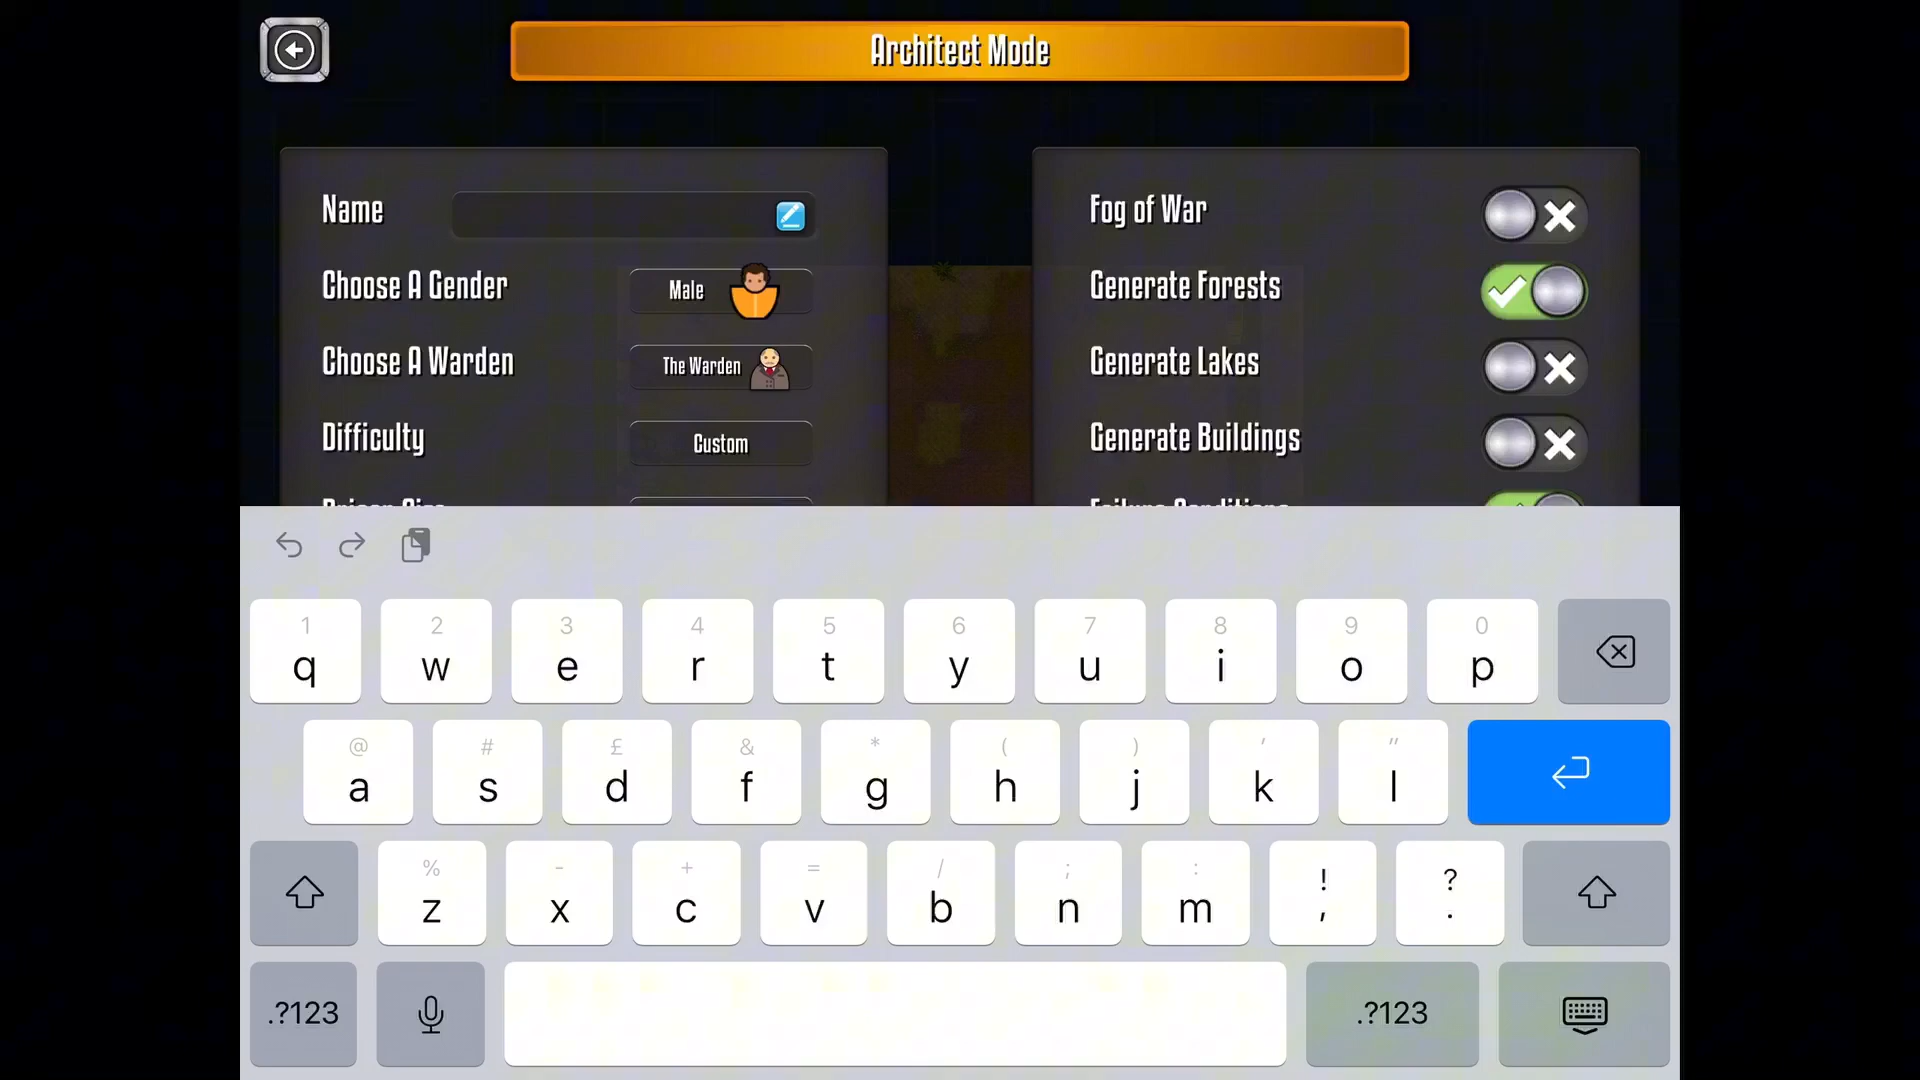 Architect Mode
Name
Choose A Gender
Male
Choose A Warden
The Warden
Difficulty
Custom
Fog of War
Generate Forests
Generate Lakes
Generate Buildings
1 2 3 4 5 6 7 8 9 0
q w e r t y u i o p
@ # £ & * ( ) ' "
a s d f g h j k l
% - + = / ; : ! ?
z x c v b n m , .
.?123 .?123